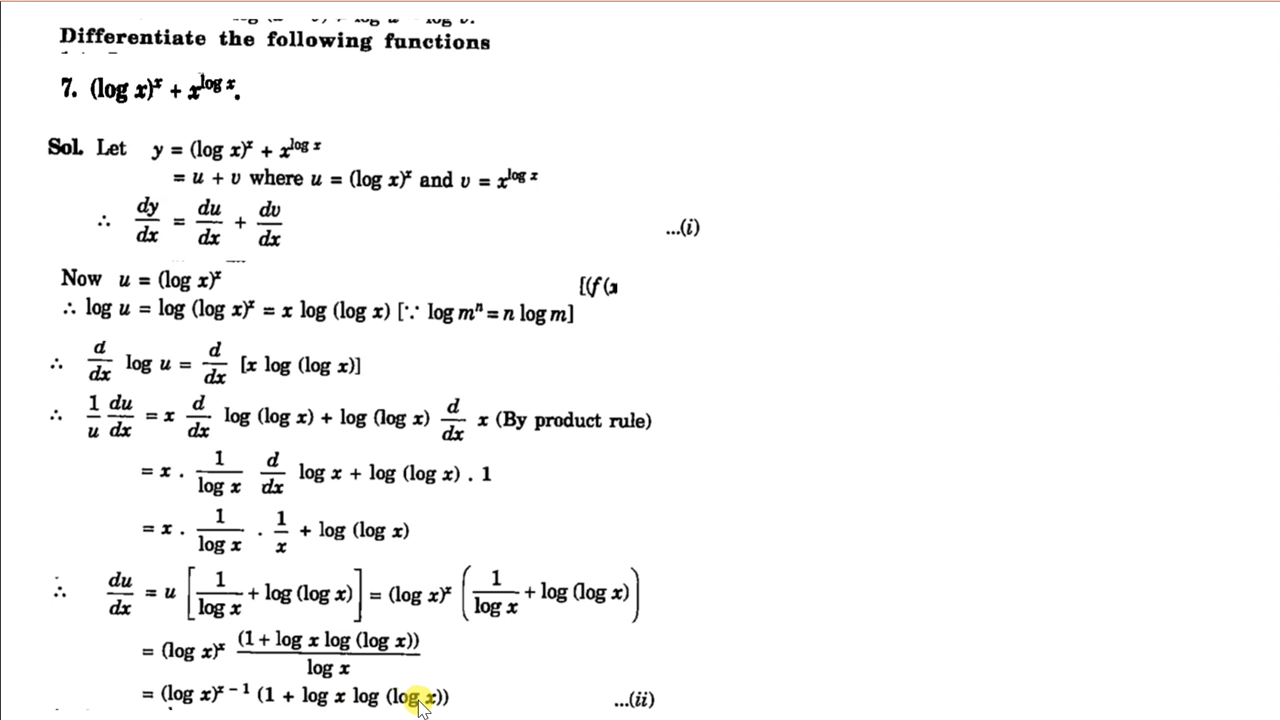 Differentiate the following functions
7. (log x)^x + x^{log x}.
Sol. Let y = (log x)^x + x^{log x}
= u + v where u = (log x)^x and v = x^{log x}
∴ dy/dx = du/dx + dv/dx ...(i)
Now u = (log x)^x [(f (x
∴ log u = log (log x)^x = x log (log x) [∵ log m^n = n log m]
∴ d/dx log u = d/dx [x log (log x)]
∴ 1/u du/dx = x d/dx log (log x) + log (log x) d/dx x (By product rule)
= x . 1/log x d/dx log x + log (log x) . 1
= x . 1/log x . 1/x + log (log x)
∴ du/dx = u [1/log x + log (log x)] = (log x)^x (1/log x + log (log x))
= (log x)^x (1 + log x log (log x))/log x
= (log x)^{x – 1} (1 + log x log (log x)) ...(ii)